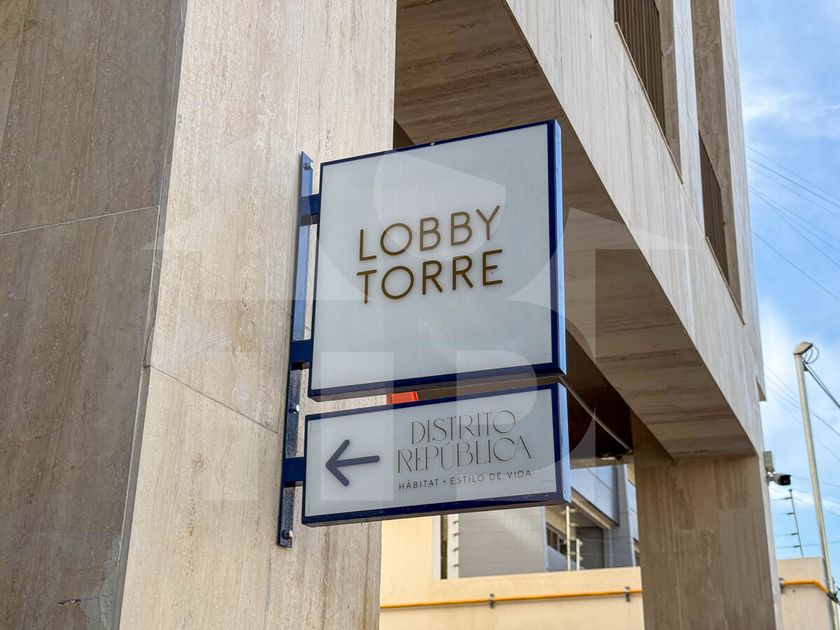 LOBBY
TORRE
DISTRITO
REPÚBLICA
HÁBITAT • ESTILO DE VIDA